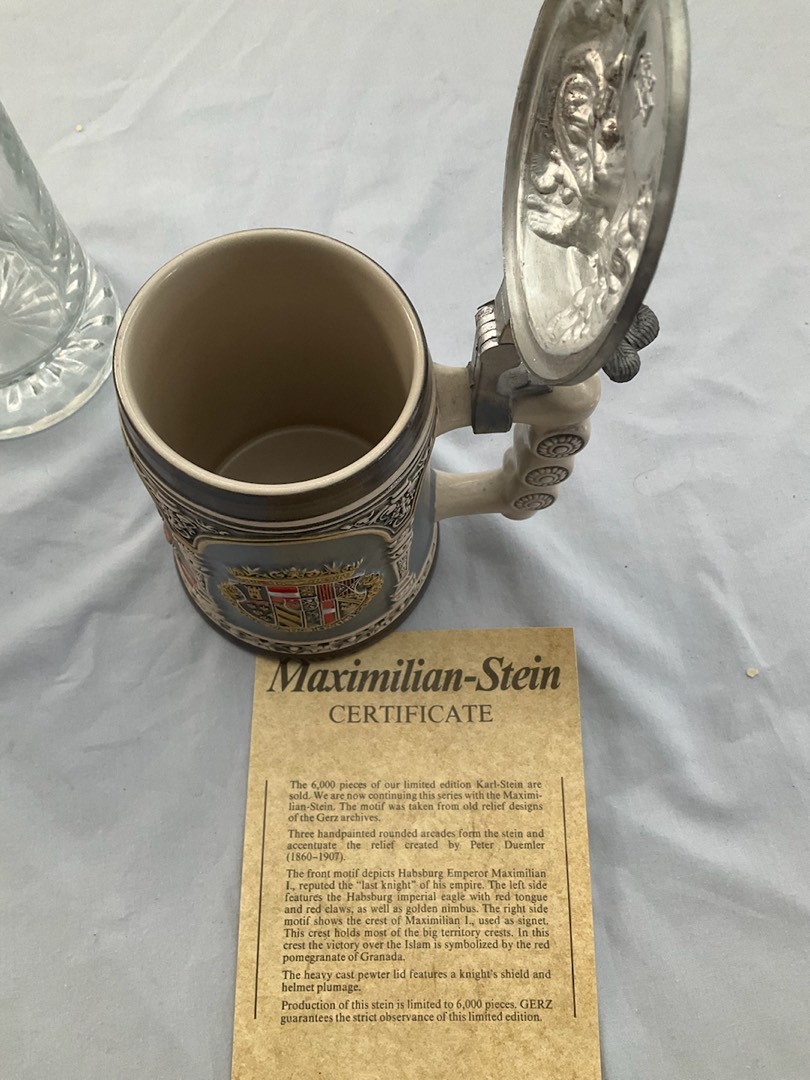 Maximilian-Stein
CERTIFICATE
The 6,000 pieces of our limited edition Karl-Stein are
sold. We are now continuing this series with the Maximi-
lian-Stein. The motif was taken from old relief designs
of the Gerz archives.
Three handpainted rounded arcades form the stein and
accentuate the relief created by Peter Duemler
(1860–1907).
The front motif depicts Habsburg Emperor Maximilian
I., reputed the "last knight" of his empire. The left side
features the Habsburg imperial eagle with red tongue
and red claws, as well as golden nimbus. The right side
motif shows the crest of Maximilian I., used as signet.
This crest holds most of the big territory crests. In this
crest the victory over the Islam is symbolized by the red
pomegranate of Granada.
The heavy cast pewter lid features a knight's shield and
helmet plumage.
Production of this stein is limited to 6,000 pieces. GERZ
guarantees the strict observance of this limited edition.